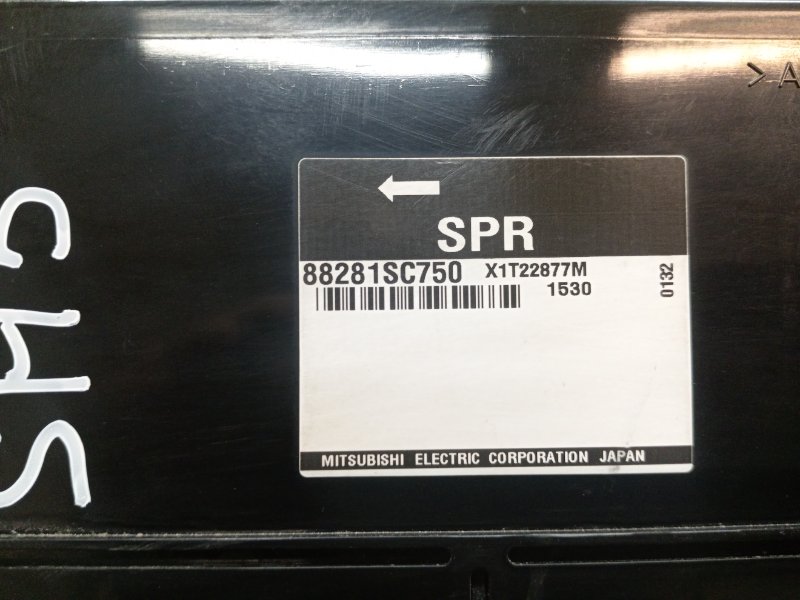 SPR
88281SC750 X1T22877M
1530
0132
MITSUBISHI ELECTRIC CORPORATION JAPAN
>A